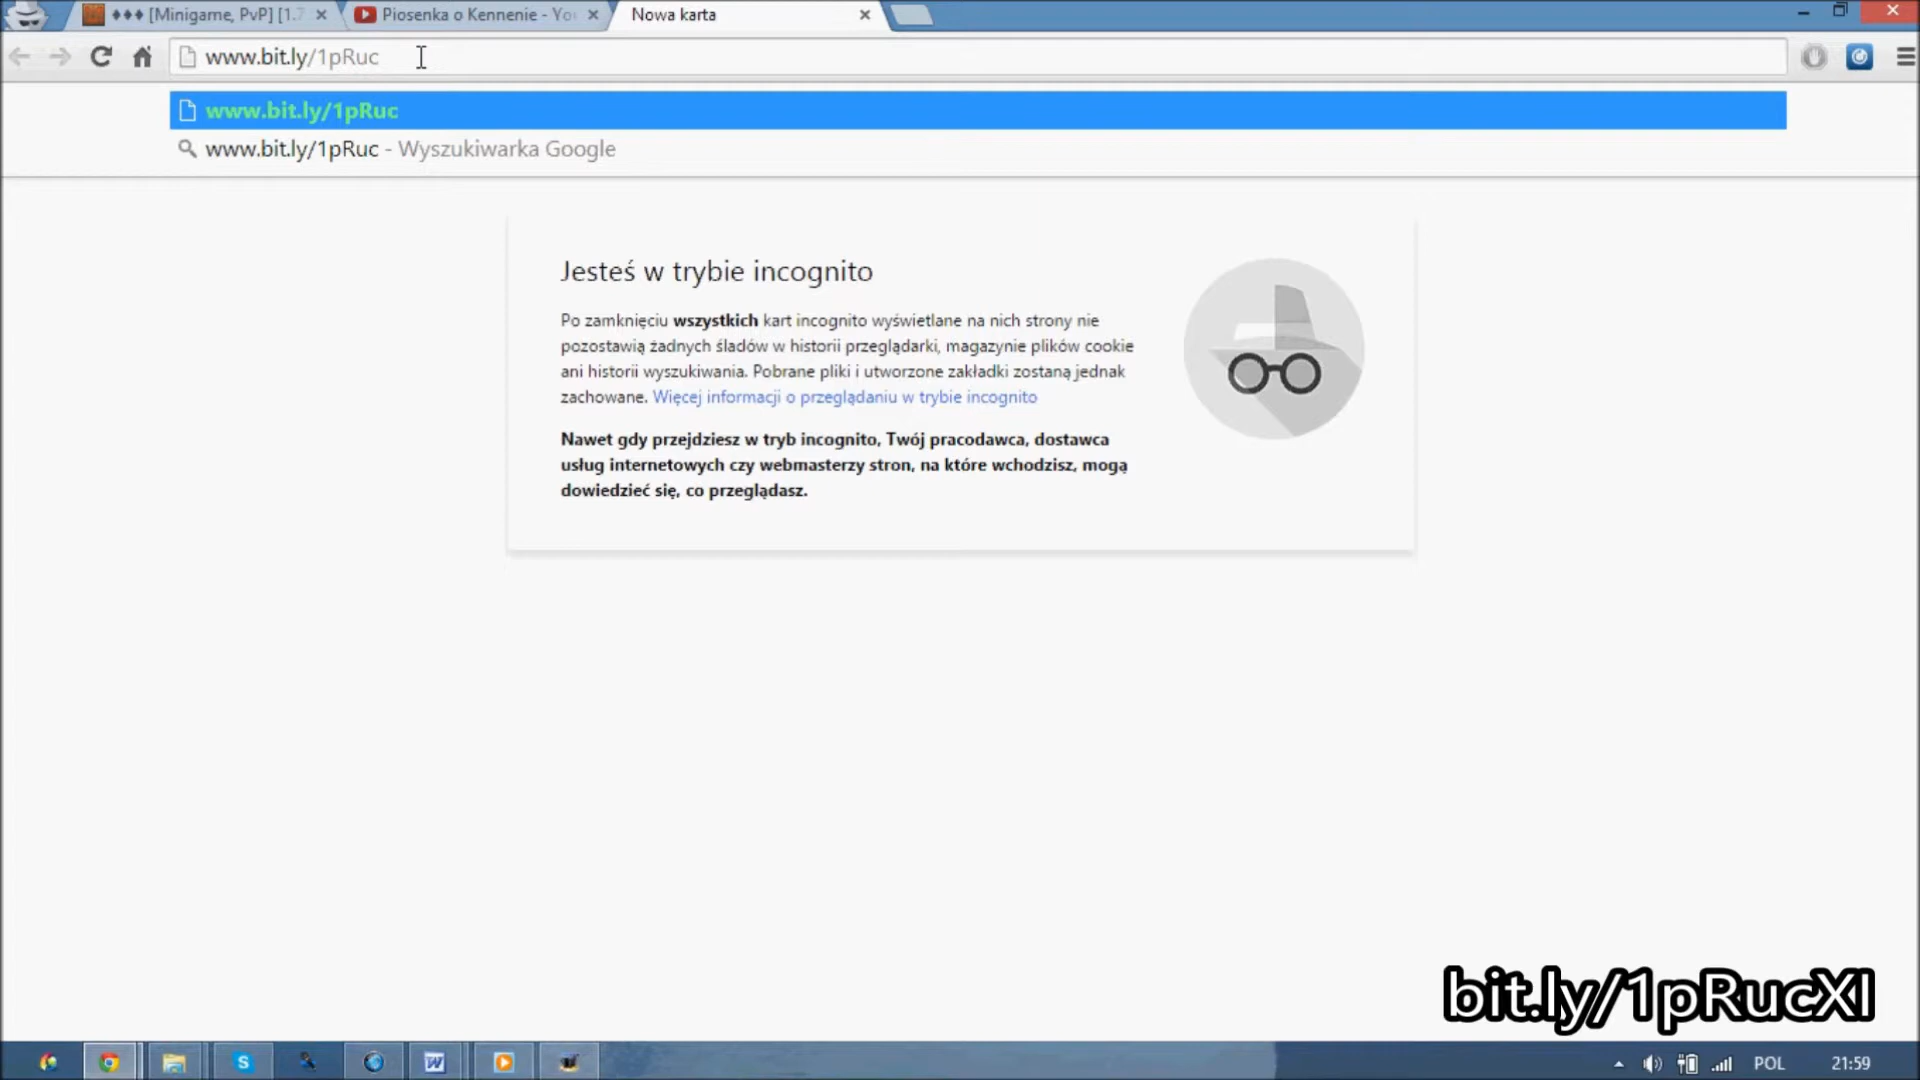 ♦♦♦ [Minigame, PvP] [1.7
Piosenka o Kennenie - You
Nowa karta
www.bit.ly/1pRuc
www.bit.ly/1pRuc
www.bit.ly/1pRuc - Wyszukiwarka Google
Jesteś w trybie incognito
Po zamknięciu wszystkich kart incognito wyświetlane na nich strony nie
pozostawią żadnych śladów w historii przeglądarki, magazynie plików cookie
ani historii wyszukiwania. Pobrane pliki i utworzone zakładki zostaną jednak
zachowane. Więcej informacji o przeglądaniu w trybie incognito
Nawet gdy przejdziesz w tryb incognito, Twój pracodawca, dostawca
usług internetowych czy webmasterzy stron, na które wchodzisz, mogą
dowiedzieć się, co przeglądasz.
bit.ly/1pRucXI
POL
21:59